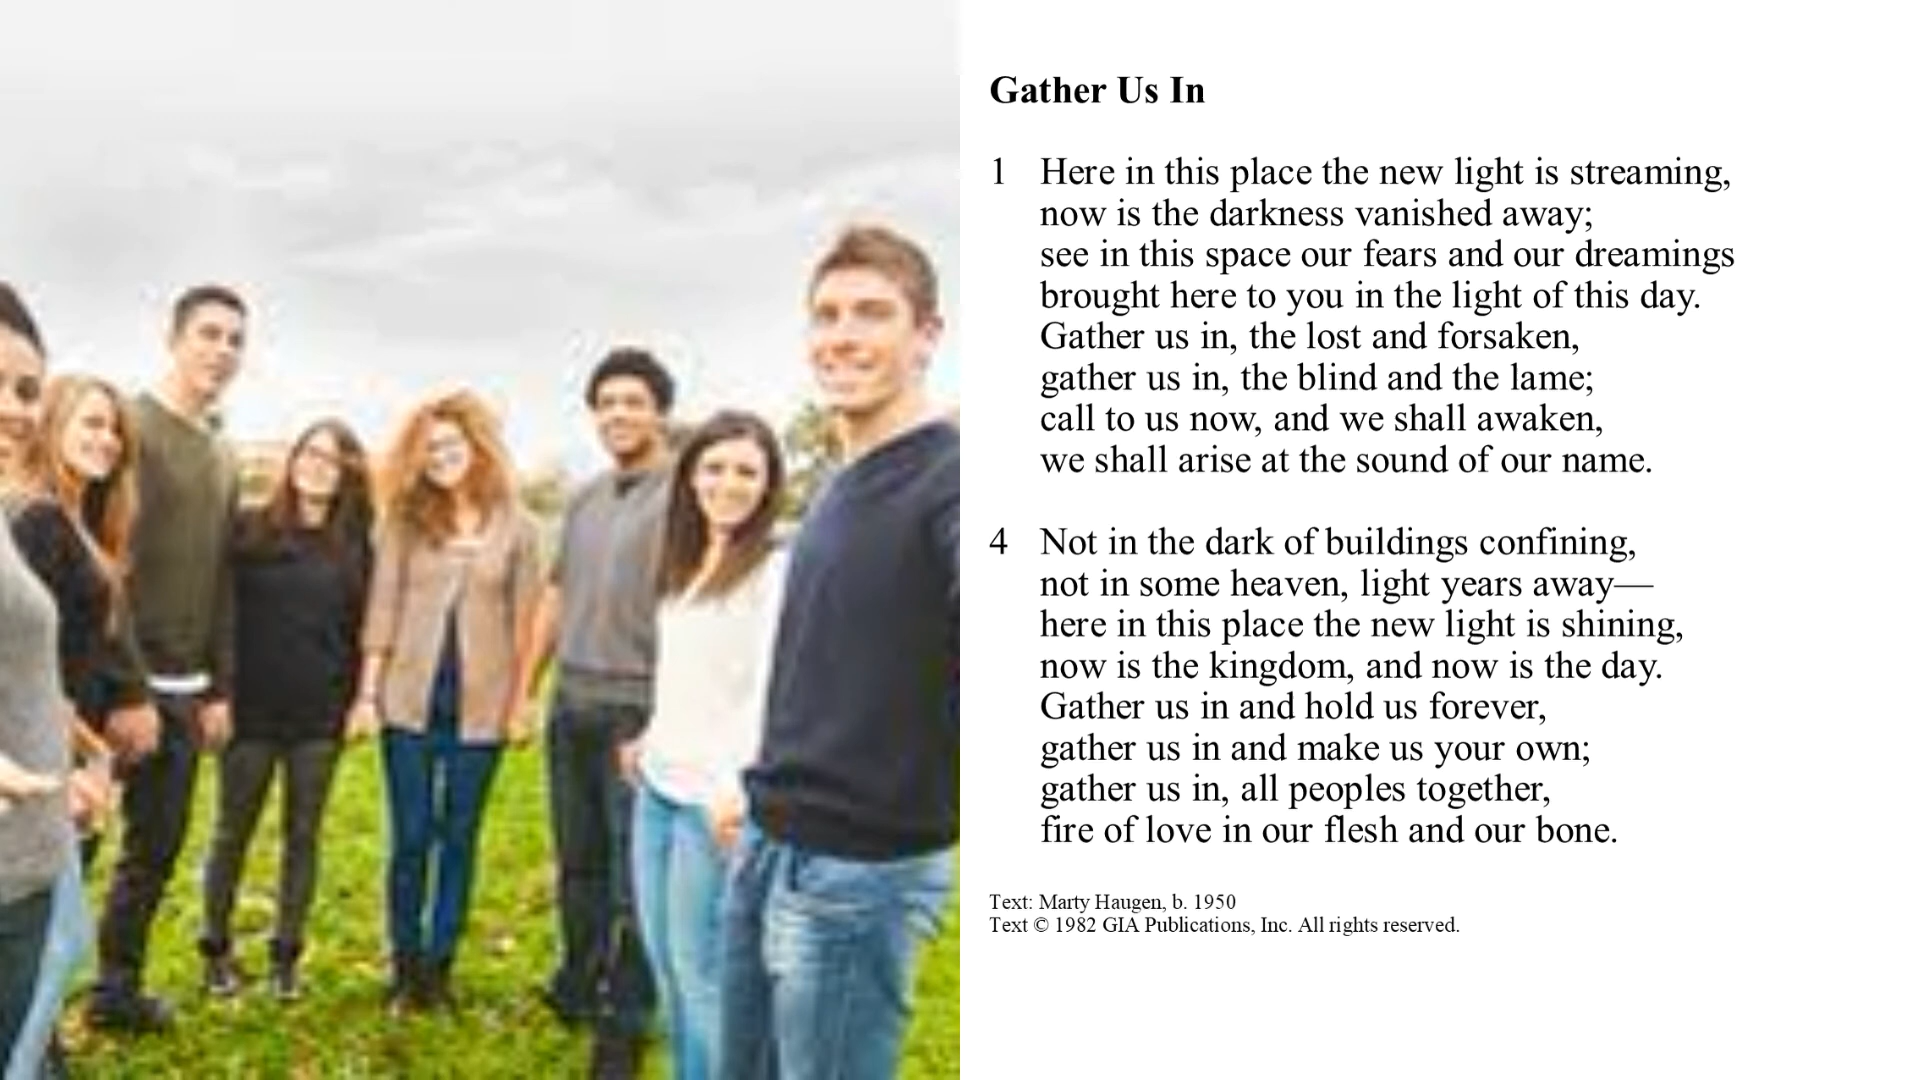 Gather Us In
1 Here in this place the new light is streaming,
now is the darkness vanished away;
see in this space our fears and our dreamings
brought here to you in the light of this day.
Gather us in, the lost and forsaken,
gather us in, the blind and the lame;
call to us now, and we shall awaken,
we shall arise at the sound of our name.
4 Not in the dark of buildings confining,
not in some heaven, light years away—
here in this place the new light is shining,
now is the kingdom, and now is the day.
Gather us in and hold us forever,
gather us in and make us your own;
gather us in, all peoples together,
fire of love in our flesh and our bone.
Text: Marty Haugen, b. 1950
Text © 1982 GIA Publications, Inc. All rights reserved.